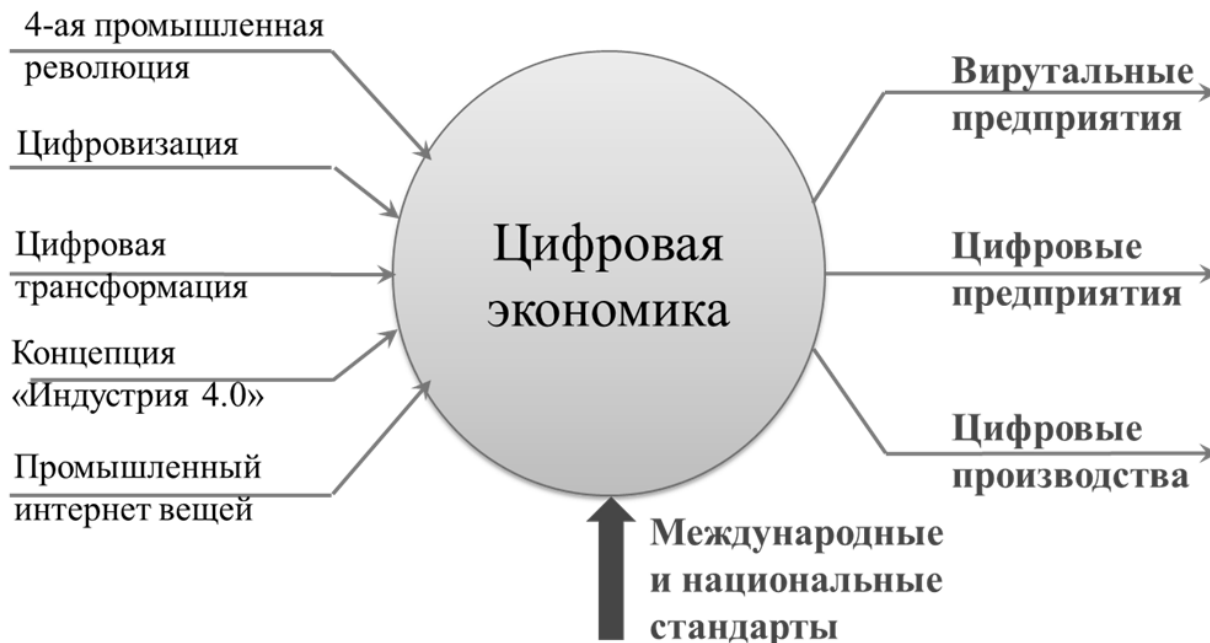 4-ая промышленная
революция
Цифровизация
Цифровая
трансформация
Концепция
«Индустрия 4.0»
Промышленный
интернет вещей
Цифровая
экономика
Вирутальные
предприятия
Цифровые
предприятия
Цифровые
производства
Международные
и национальные
стандарты